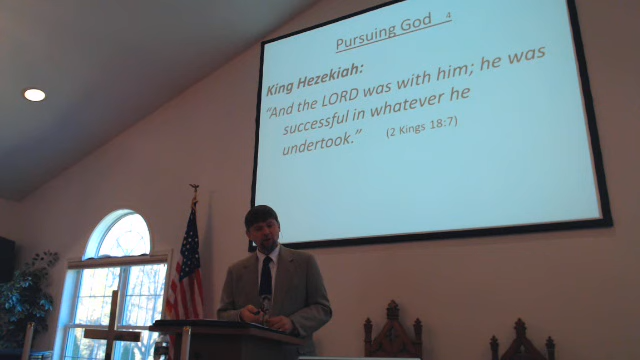 Pursuing God 4
King Hezekiah:
"And the LORD was with him; he was
successful in whatever he
undertook." (2 Kings 18:7)